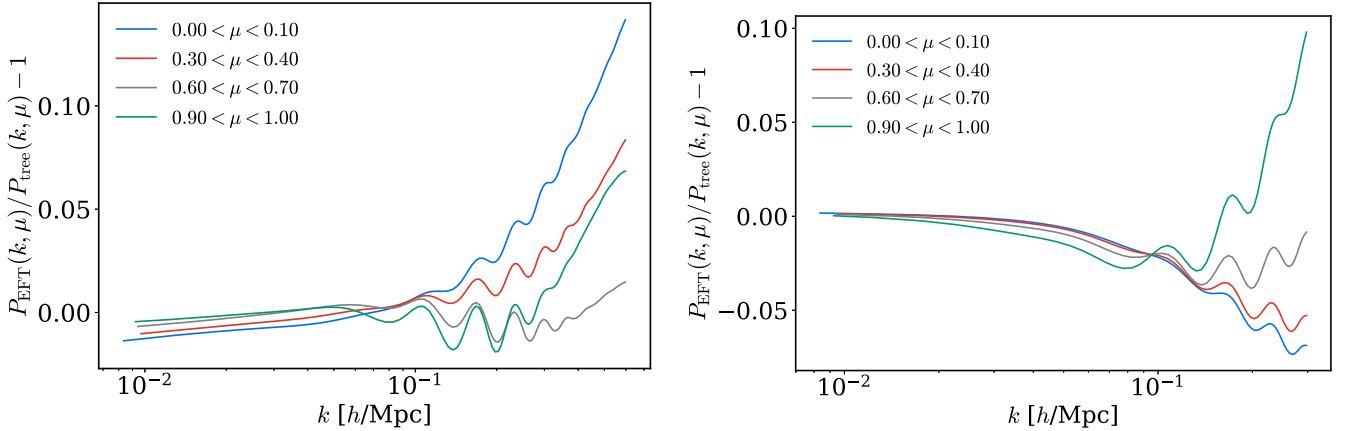 P_EFT(k, μ)/P_tree(k, μ) − 1
0.10
0.05
0.00
0.00 < μ < 0.10
0.30 < μ < 0.40
0.60 < μ < 0.70
0.90 < μ < 1.00
10⁻²
10⁻¹
k [h/Mpc]
P_EFT(k, μ)/P_tree(k, μ) − 1
0.10
0.05
0.00
−0.05
0.00 < μ < 0.10
0.30 < μ < 0.40
0.60 < μ < 0.70
0.90 < μ < 1.00
10⁻²
10⁻¹
k [h/Mpc]